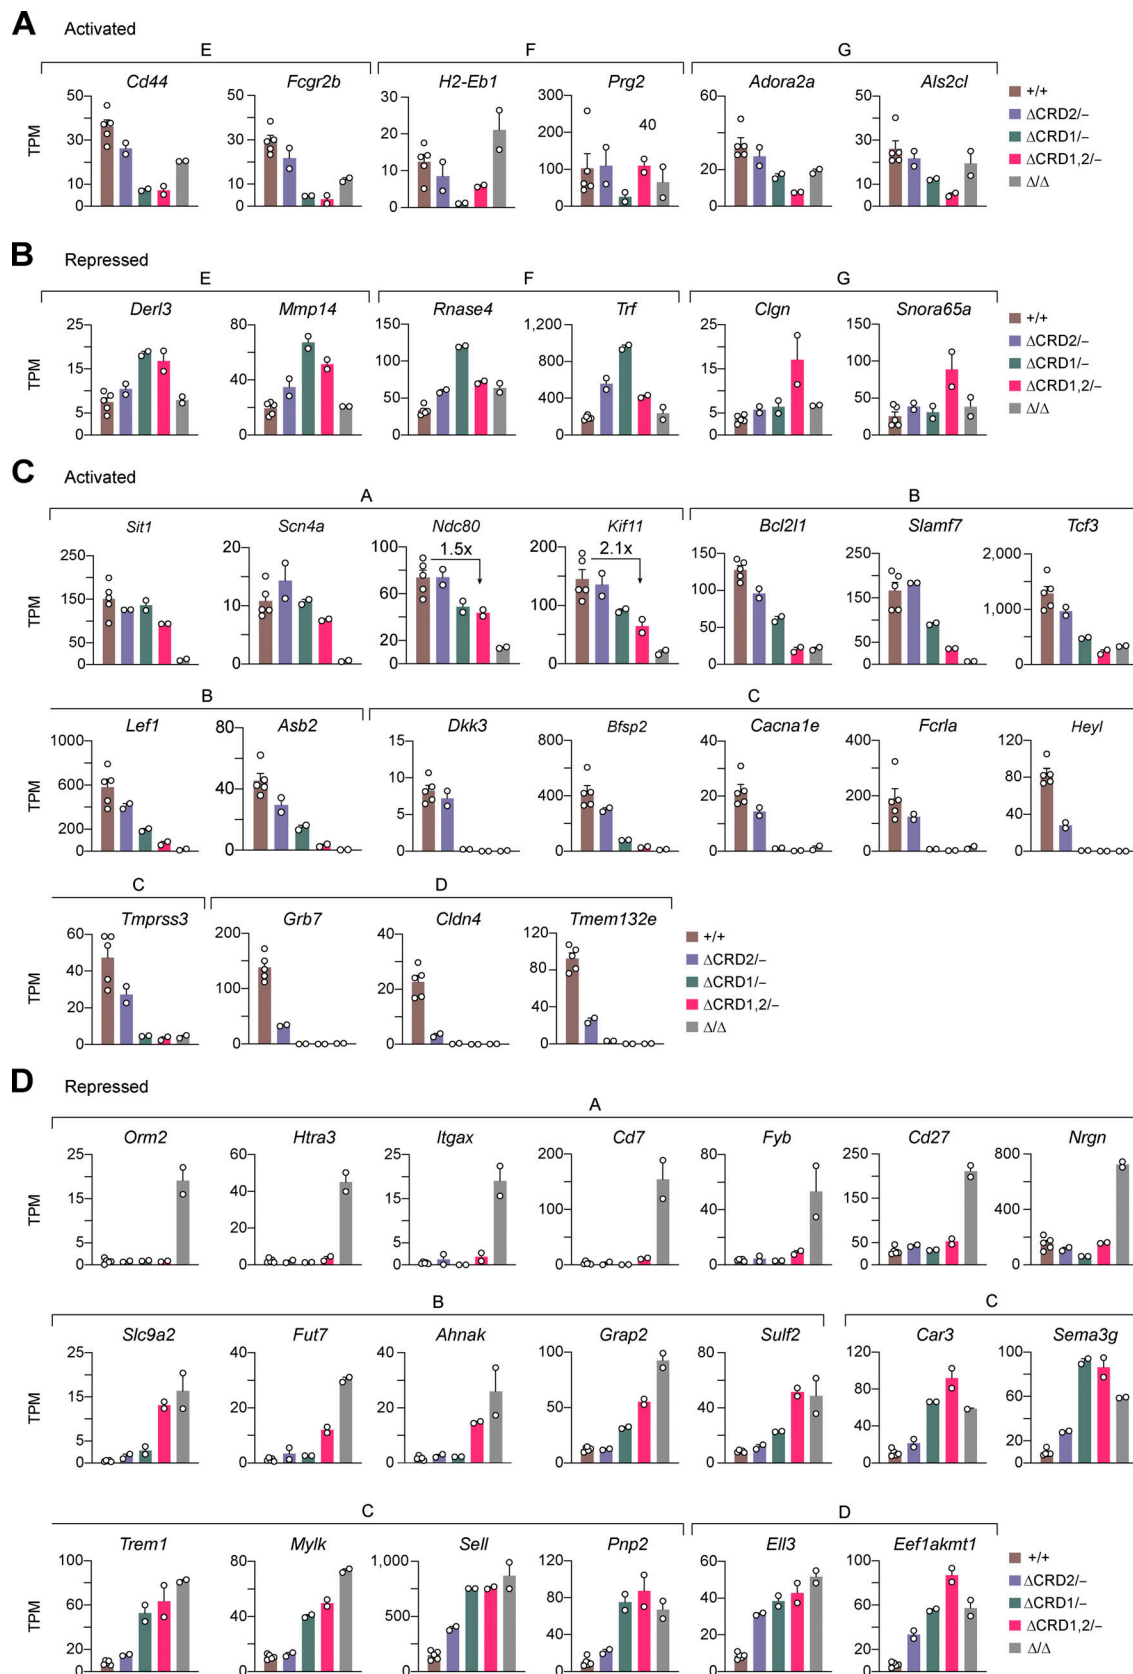 A Activated
E F G
Cd44 Fcgr2b H2-Eb1 Prg2 Adora2a Als2cl
TPM
50 30 10 0
50 30 10 0
30 20 10 0
300 200 100 0
40
60 20 0
50 30 10 0
+/+
ΔCRD2/−
ΔCRD1/−
ΔCRD1,2/−
Δ/Δ
B Repressed
E F G
Derl3 Mmp14 Rnase4 Trf Clgn Snora65a
TPM
25 15 5 0
80 40 20 0
150 100 50 0
1,200 800 400 0
25 15 5 0
150 100 50 0
+/+
ΔCRD2/−
ΔCRD1/−
ΔCRD1,2/−
Δ/Δ
C Activated
A B
Sit1 Scn4a Ndc80 Kif11 Bcl2l1 Slamf7 Tcf3
TPM
250 150 50 0
20 10 0
100 60 40 0
1.5x
200 100 0
2.1x
150 100 50 0
250 150 50 0
2,000 1,000 0
B C
Lef1 Asb2 Dkk3 Bfsp2 Cacna1e Fcrla Heyl
TPM
1000 600 200 0
80 40 0
15 10 5 0
800 400 0
40 20 0
400 200 0
120 80 40 0
C D
Tmprss3 Grb7 Cldn4 Tmem132e
TPM
60 40 20 0
200 100 0
40 20 0
120 80 40 0
+/+
ΔCRD2/−
ΔCRD1/−
ΔCRD1,2/−
Δ/Δ
D Repressed
A
Orm2 Htra3 Itgax Cd7 Fyb Cd27 Nrgn
TPM
25 15 5 0
60 40 20 0
25 15 5 0
200 100 0
80 40 0
250 150 50 0
800 400 0
B C
Slc9a2 Fut7 Ahnak Grap2 Sulf2 Car3 Sema3g
TPM
25 15 5 0
40 20 0
40 20 0
100 50 0
80 40 0
120 80 40 0
100 60 20 0
C D
Trem1 Mylk Sell Pnp2 Ell3 Eef1akmt1
TPM
100 60 20 0
80 40 0
1,000 500 0
150 100 50 0
60 40 20 0
100 60 20 0
+/+
ΔCRD2/−
ΔCRD1/−
ΔCRD1,2/−
Δ/Δ